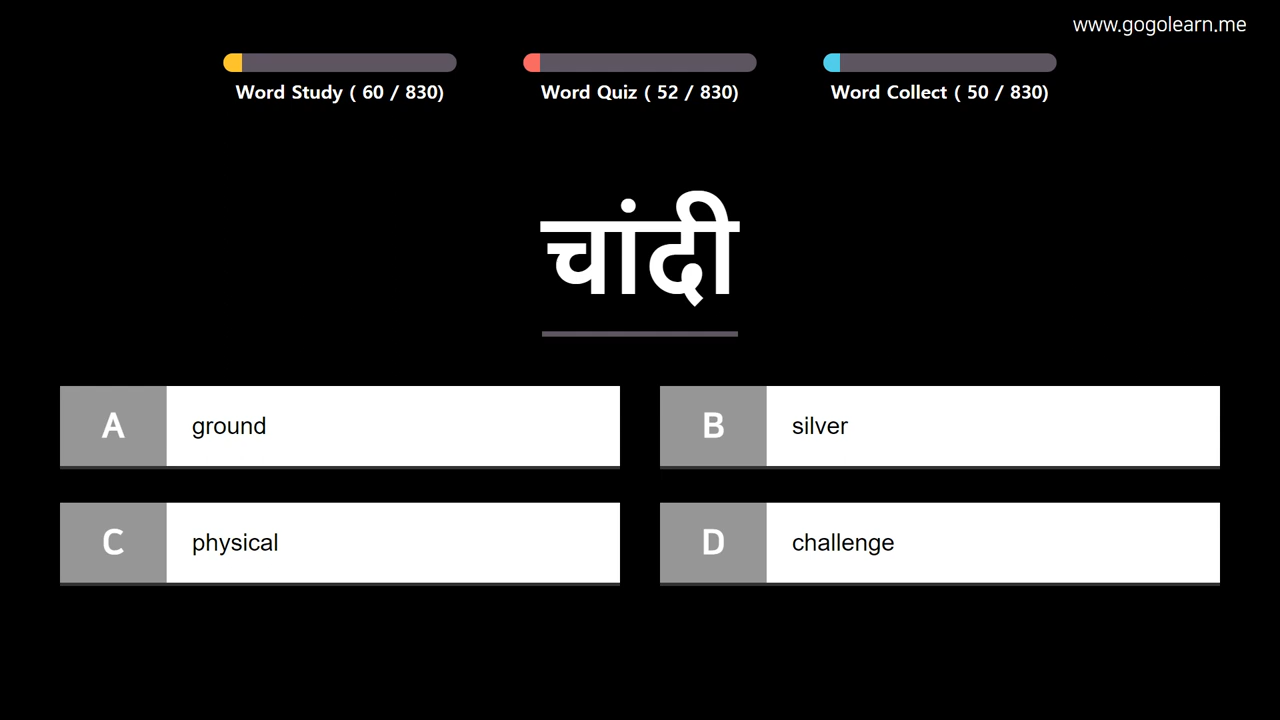 www.gogolearn.me
Word Study ( 60 / 830)
Word Quiz ( 52 / 830)
Word Collect ( 50 / 830)
चांदी
A ground
B silver
C physical
D challenge